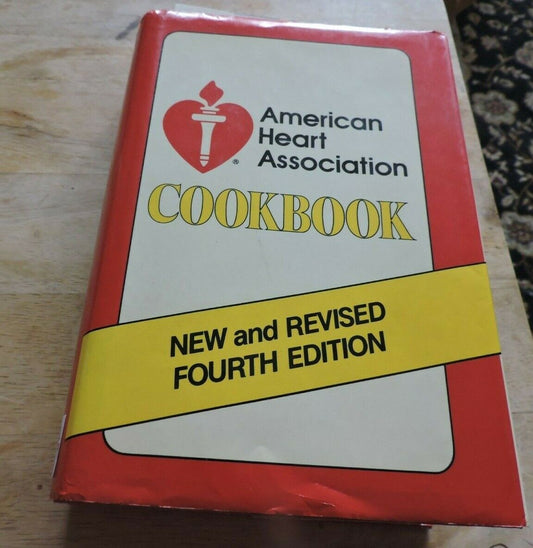 American
Heart
Association
®
COOKBOOK
NEW and REVISED
FOURTH EDITION